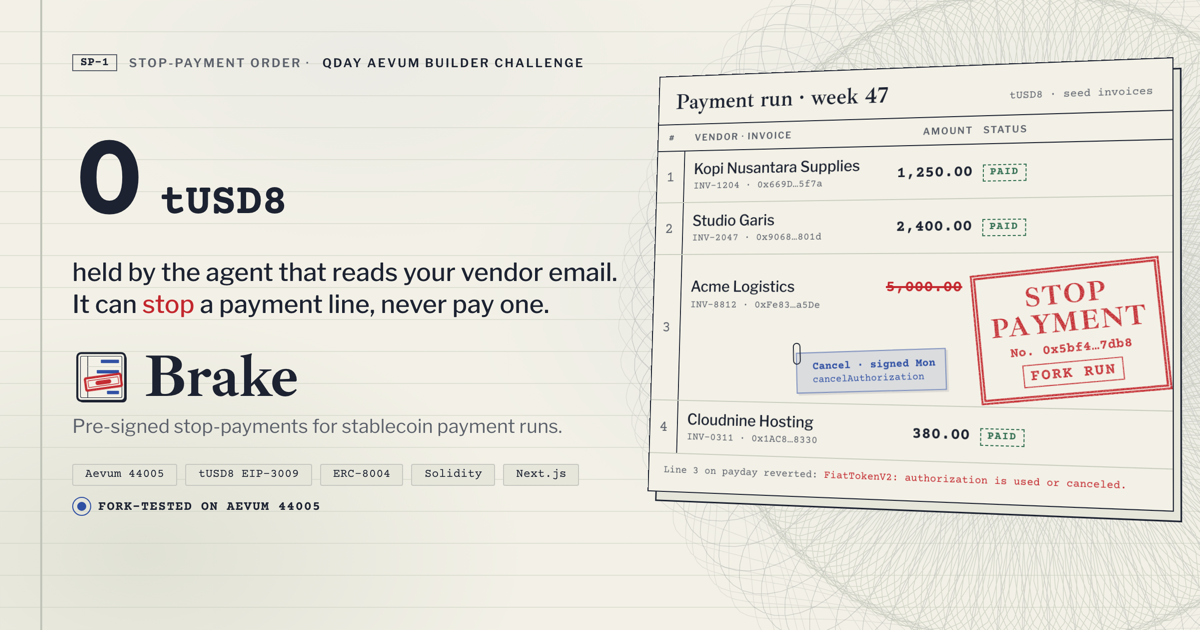 SP-1 STOP-PAYMENT ORDER · QDAY AEVUM BUILDER CHALLENGE
0 tUSD8
held by the agent that reads your vendor email.
It can stop a payment line, never pay one.
Brake
Pre-signed stop-payments for stablecoin payment runs.
Aevum 44005 tUSD8 EIP-3009 ERC-8004 Solidity Next.js
FORK-TESTED ON AEVUM 44005
Payment run · week 47 tUSD8 · seed invoices
# VENDOR · INVOICE AMOUNT STATUS
1 Kopi Nusantara Supplies 1,250.00 PAID
INV-1204 · 0x669D…5f7a
2 Studio Garis 2,400.00 PAID
INV-2047 · 0x9068…801d
3 Acme Logistics 5,000.00
INV-8812 · 0xFe83…a5De
STOP
PAYMENT
No. 0x5bf4…7db8
FORK RUN
Cancel · signed Mon
cancelAuthorization
4 Cloudnine Hosting 380.00 PAID
INV-0311 · 0x1AC8…8330
Line 3 on payday reverted: FiatTokenV2: authorization is used or canceled.